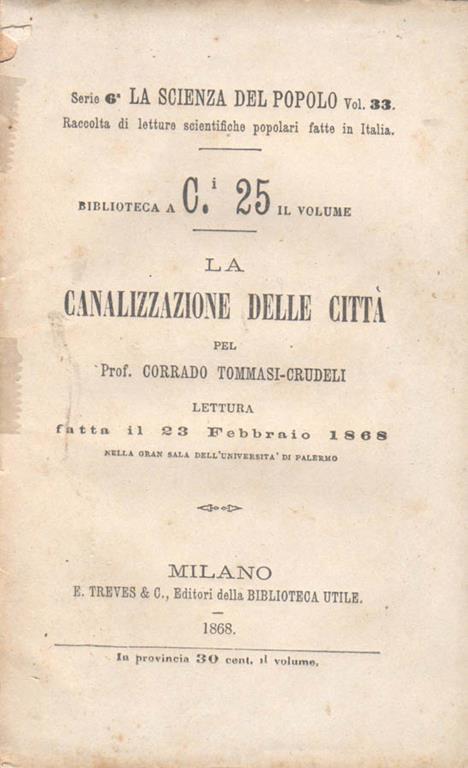 Serie 6ª LA SCIENZA DEL POPOLO Vol. 33.
Raccolta di letture scientifiche popolari fatte in Italia.
BIBLIOTECA A C.i 25 IL VOLUME
LA
CANALIZZAZIONE DELLE CITTÀ
PEL
Prof. CORRADO TOMMASI-CRUDELI
LETTURA
fatta il 23 Febbraio 1868
NELLA GRAN SALA DELL'UNIVERSITA' DI PALERMO
MILANO
E. TREVES & C., Editori della BIBLIOTECA UTILE.
1868.
In provincia 30 cent. il volume.